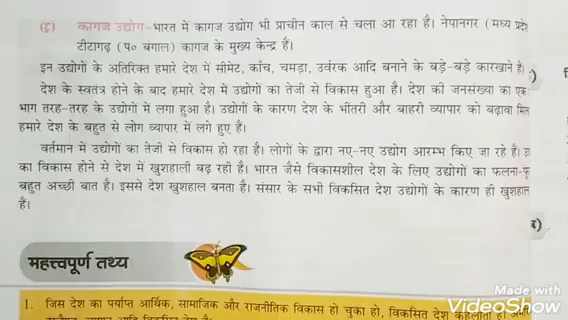 (ट) कागज उद्योग–भारत में कागज उद्योग भी प्राचीन काल से चला आ रहा है। नेपानगर (मध्य प्रदे
टीटागढ़ (प० बंगाल) कागज के मुख्य केन्द्र हैं।
इन उद्योगों के अतिरिक्त हमारे देश में सीमेट, काँच, चमड़ा, उर्वरक आदि बनाने के बड़े-बड़े कारखाने है।
देश के स्वतंत्र होने के बाद हमारे देश में उद्योगों का तेजी से विकास हुआ है। देश की जनसंख्या का एक
भाग तरह-तरह के उद्योगों में लगा हुआ है। उद्योगों के कारण देश के भीतरी और बाहरी व्यापार को बढ़ावा मिल
हमारे देश के बहुत से लोग व्यापार में लगे हुए हैं।
वर्तमान में उद्योगों का तेजी से विकास हो रहा है। लोगों के द्वारा नए-नए उद्योग आरम्भ किए जा रहे है।
का विकास होने से देश में खुशहाली बढ़ रही है। भारत जैसे विकासशील देश के लिए उद्योगों का फलना-फू
बहुत अच्छी बात है। इससे देश खुशहाल बनता है। संसार के सभी विकसित देश उद्योगों के कारण ही खुशहाल
हैं।
महत्त्वपूर्ण तथ्य
1. जिस देश का पर्याप्त आर्थिक, सामाजिक और राजनीतिक विकास हो चुका हो, विकसित देश कहलाता है
Made with
VideoShow